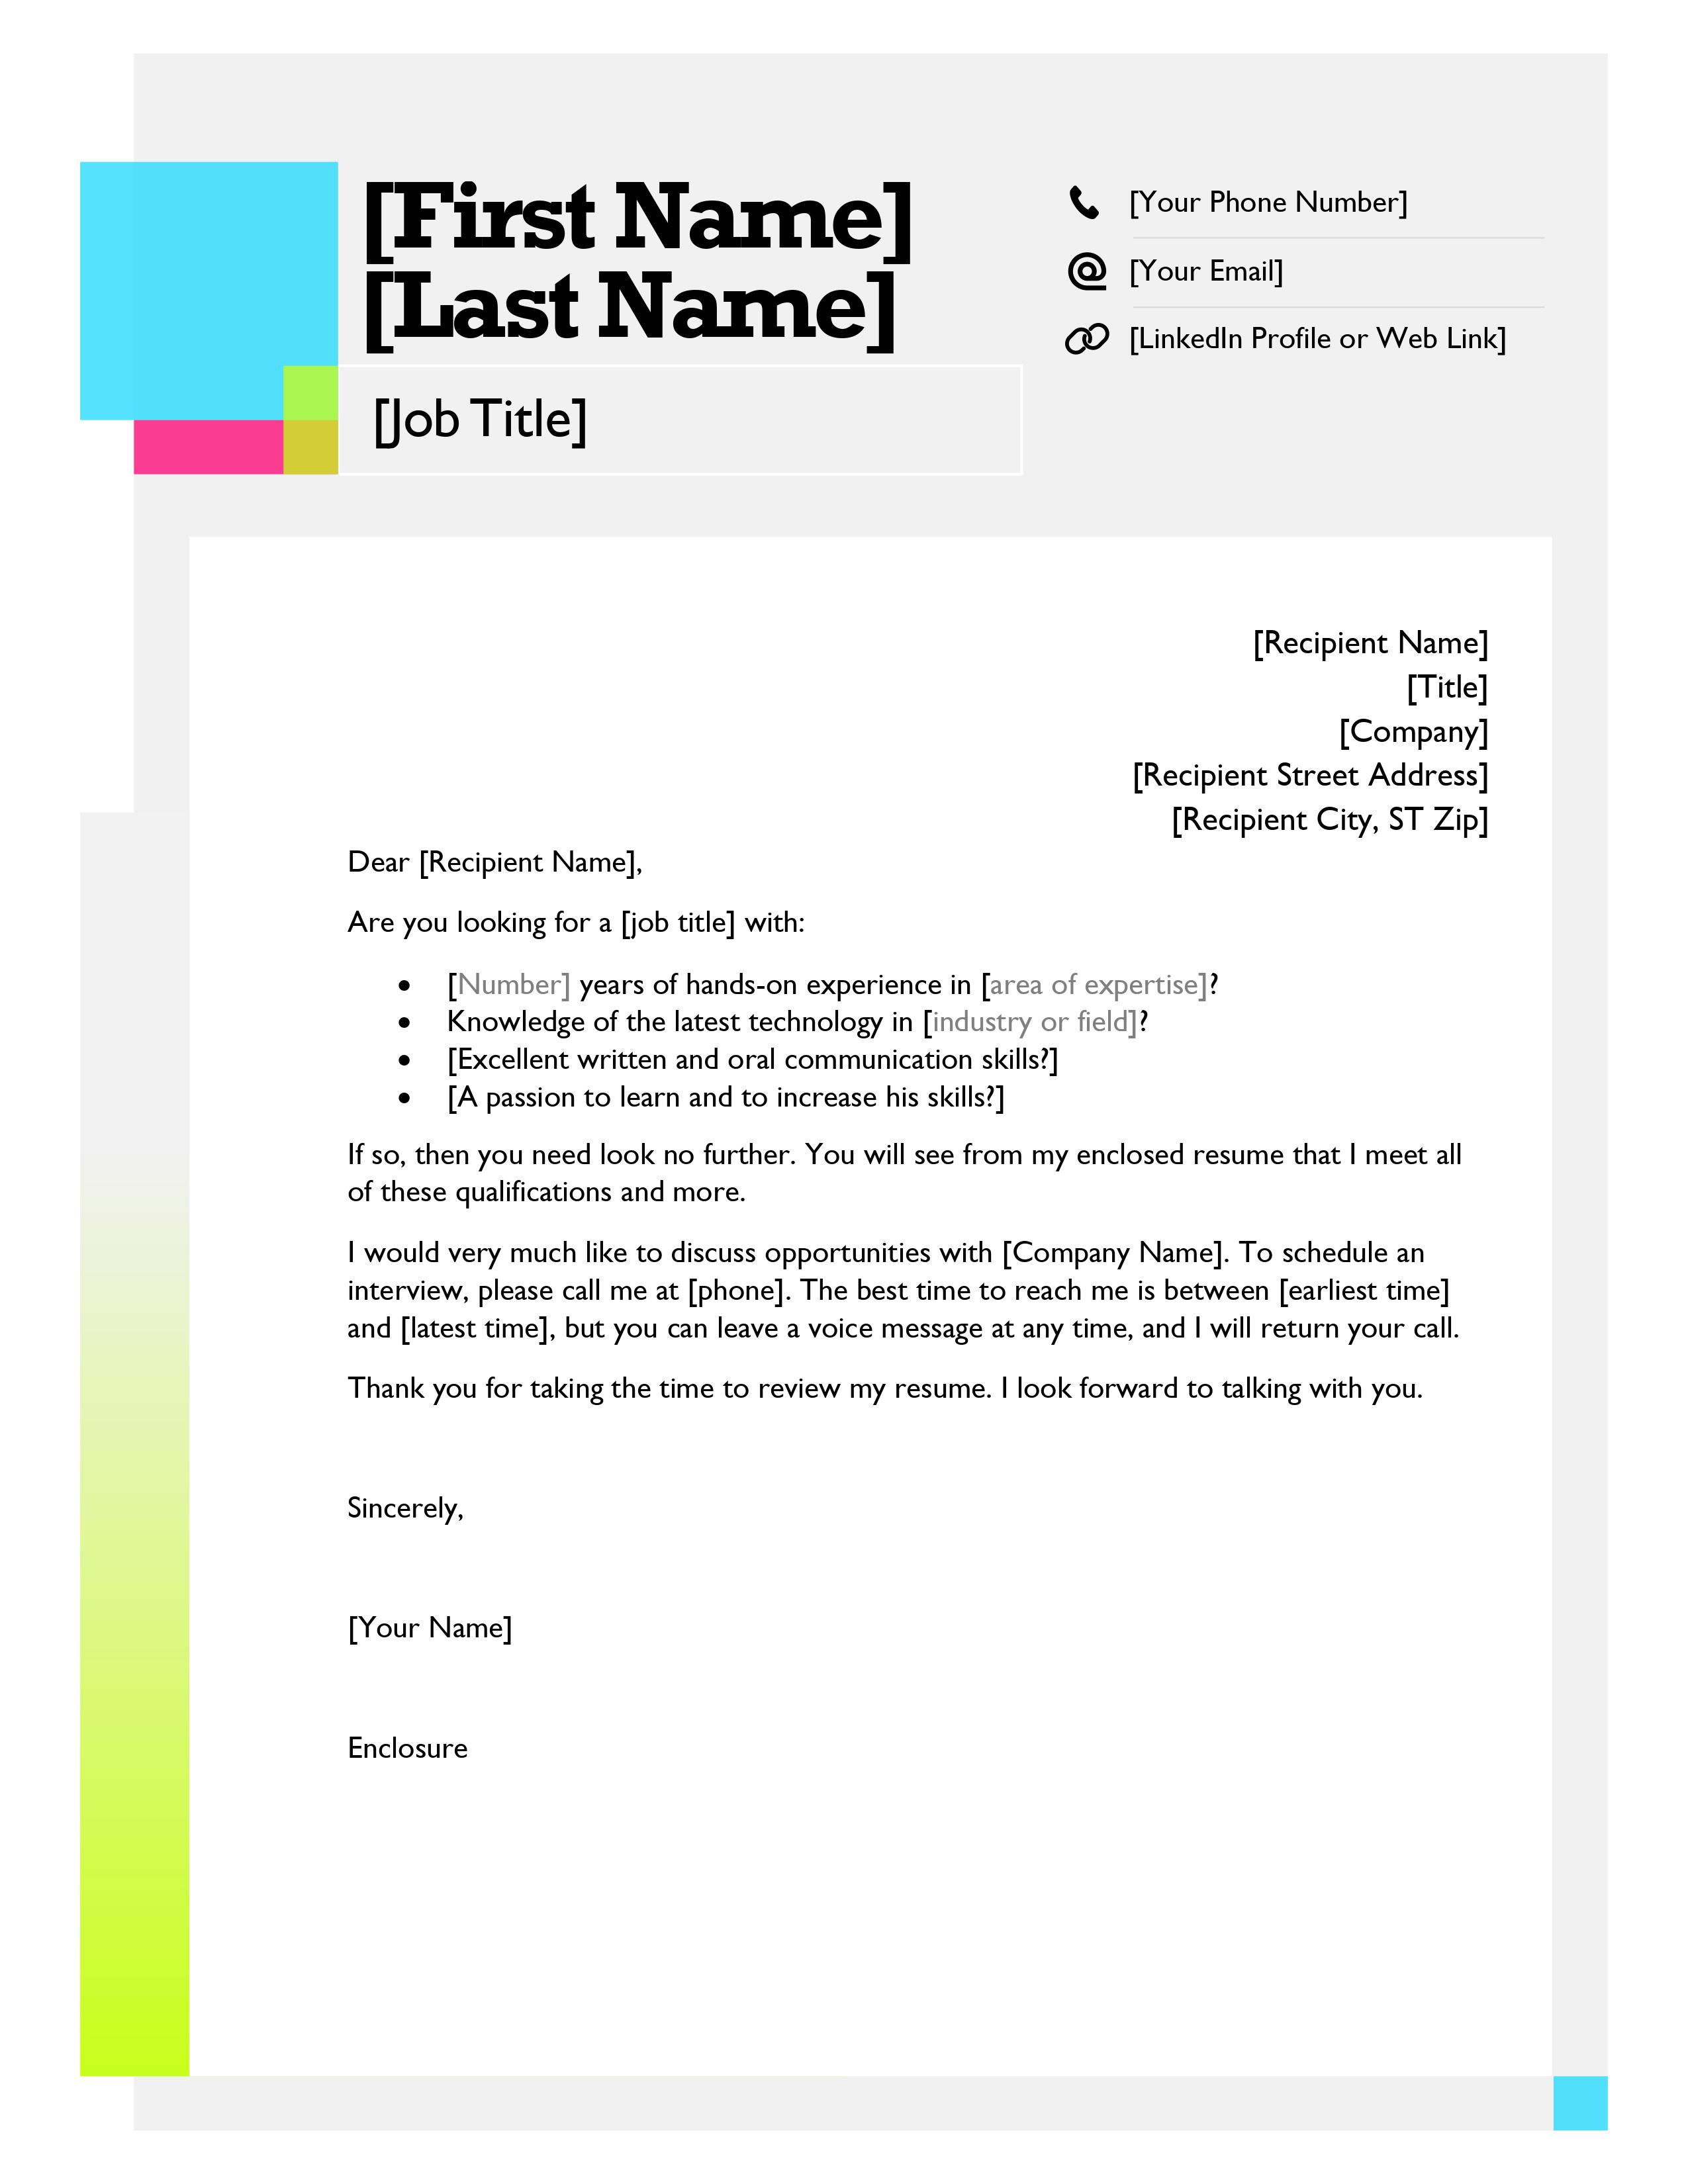 [First Name]
[Last Name]
[Job Title]
[Your Phone Number]
[Your Email]
[LinkedIn Profile or Web Link]
[Recipient Name]
[Title]
[Company]
[Recipient Street Address]
[Recipient City, ST Zip]
Dear [Recipient Name],
Are you looking for a [job title] with:
• [Number] years of hands-on experience in [area of expertise]?
• Knowledge of the latest technology in [industry or field]?
• [Excellent written and oral communication skills?]
• [A passion to learn and to increase his skills?]
If so, then you need look no further. You will see from my enclosed resume that I meet all
of these qualifications and more.
I would very much like to discuss opportunities with [Company Name]. To schedule an
interview, please call me at [phone]. The best time to reach me is between [earliest time]
and [latest time], but you can leave a voice message at any time, and I will return your call.
Thank you for taking the time to review my resume. I look forward to talking with you.
Sincerely,
[Your Name]
Enclosure